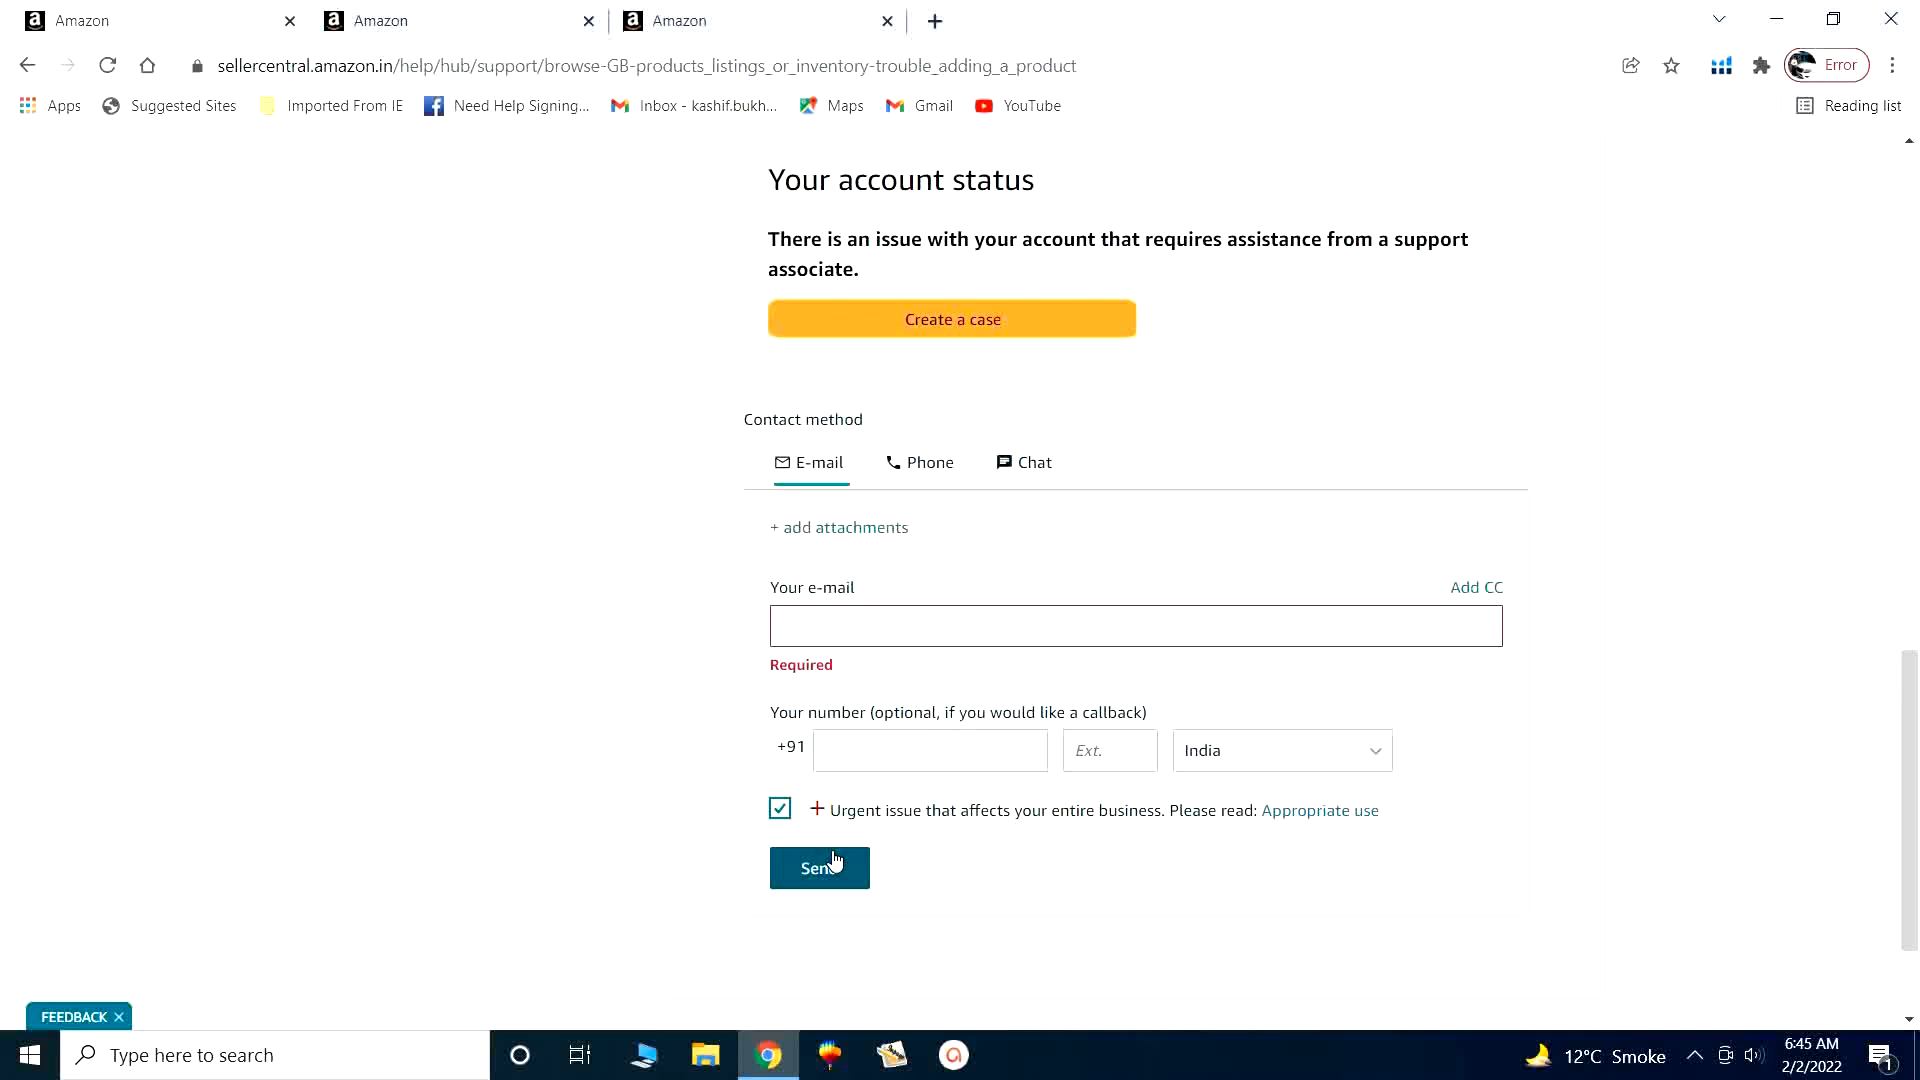 Amazon
Amazon
Amazon
sellercentral.amazon.in/help/hub/support/browse-GB-products_listings_or_inventory-trouble_adding_a_product
Error
Apps
Suggested Sites
Imported From IE
Need Help Signing...
Inbox - kashif.bukh...
Maps
Gmail
YouTube
Reading list
Your account status
There is an issue with your account that requires assistance from a support
associate.
Create a case
Contact method
E-mail
Phone
Chat
+ add attachments
Your e-mail
Add CC
Required
Your number (optional, if you would like a callback)
+91
Ext.
India
+ Urgent issue that affects your entire business. Please read: Appropriate use
FEEDBACK
Type here to search
12°C Smoke
6:45 AM
2/2/2022
1